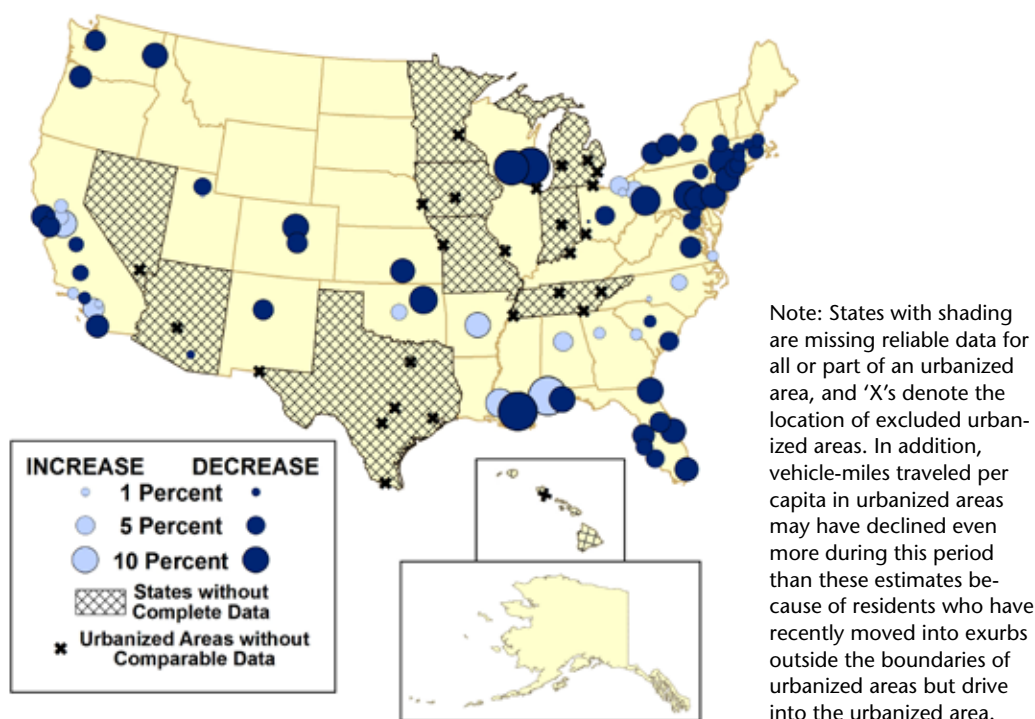 INCREASE DECREASE
1 Percent
5 Percent
10 Percent
States without
Complete Data
Urbanized Areas without
Comparable Data
Note: States with shading
are missing reliable data for
all or part of an urbanized
area, and ‘X’s denote the
location of excluded urban-
ized areas. In addition,
vehicle-miles traveled per
capita in urbanized areas
may have declined even
more during this period
than these estimates be-
cause of residents who have
recently moved into exurbs
outside the boundaries of
urbanized areas but drive
into the urbanized area.